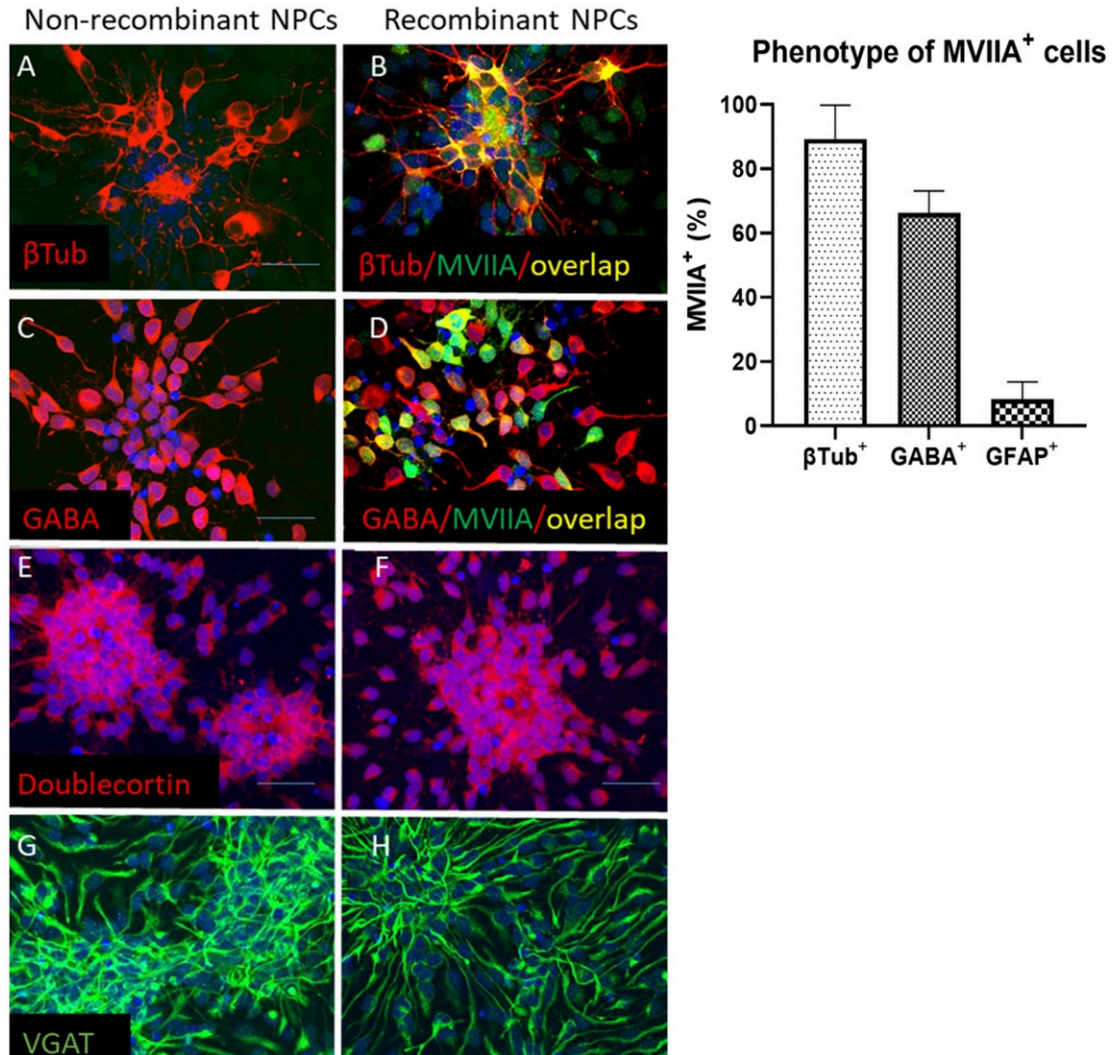 Non-recombinant NPCs
Recombinant NPCs
A
βTub
B
βTub/MVIIA/overlap
C
GABA
D
GABA/MVIIA/overlap
E
Doublecortin
F
G
VGAT
H
Phenotype of MVIIA⁺ cells
MVIIA⁺ (%)
100
80
60
40
20
0
βTub⁺ GABA⁺ GFAP⁺